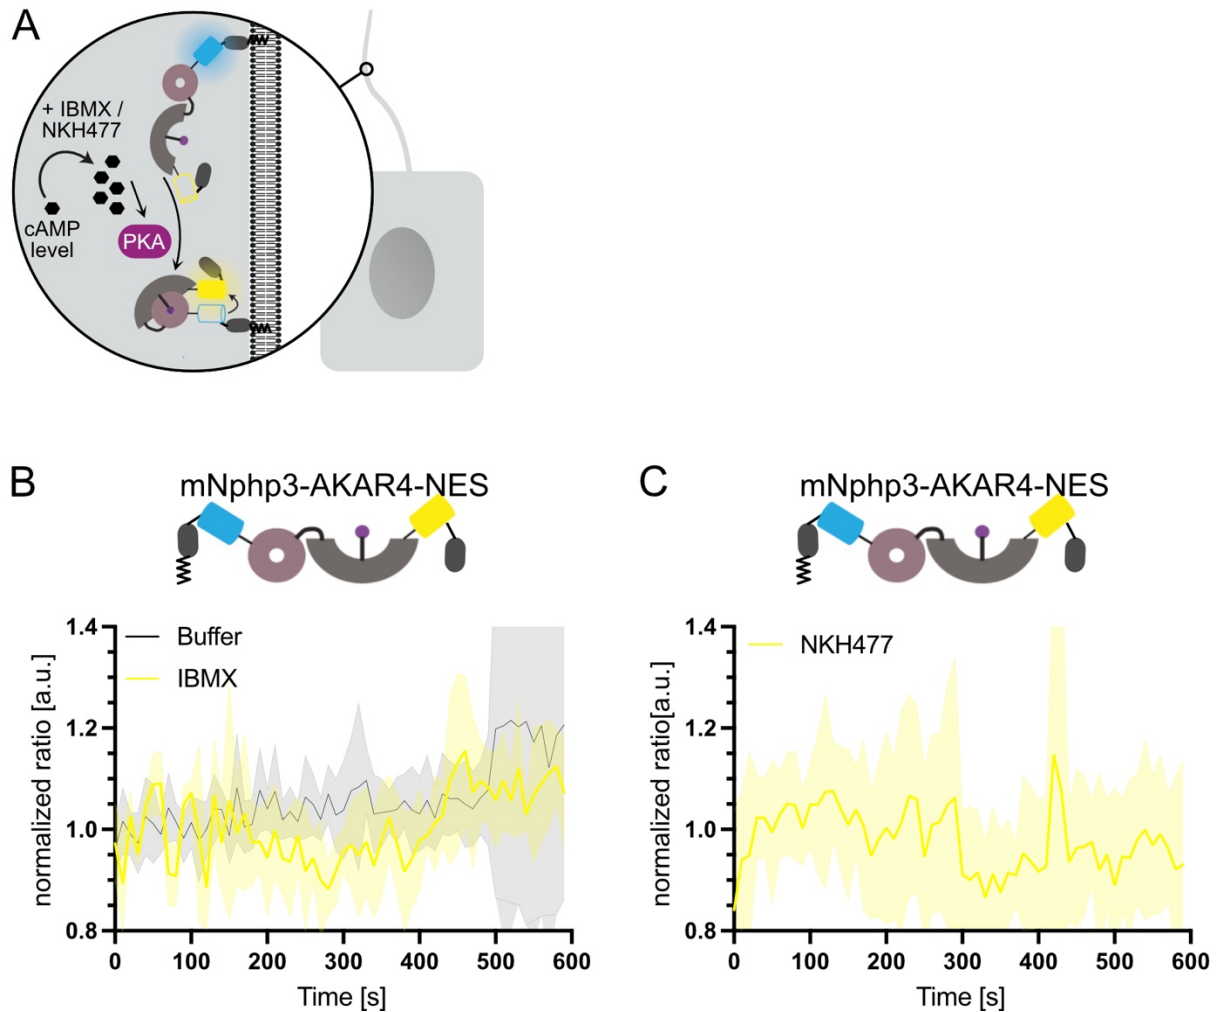 A
+ IBMX /
NKH477
cAMP
level
PKA
B
mNphp3-AKAR4-NES
Buffer
IBMX
normalized ratio [a.u.]
1.4
1.2
1.0
0.8
0 100 200 300 400 500 600
Time [s]
C
mNphp3-AKAR4-NES
NKH477
normalized ratio[a.u.]
1.4
1.2
1.0
0.8
0 100 200 300 400 500 600
Time [s]